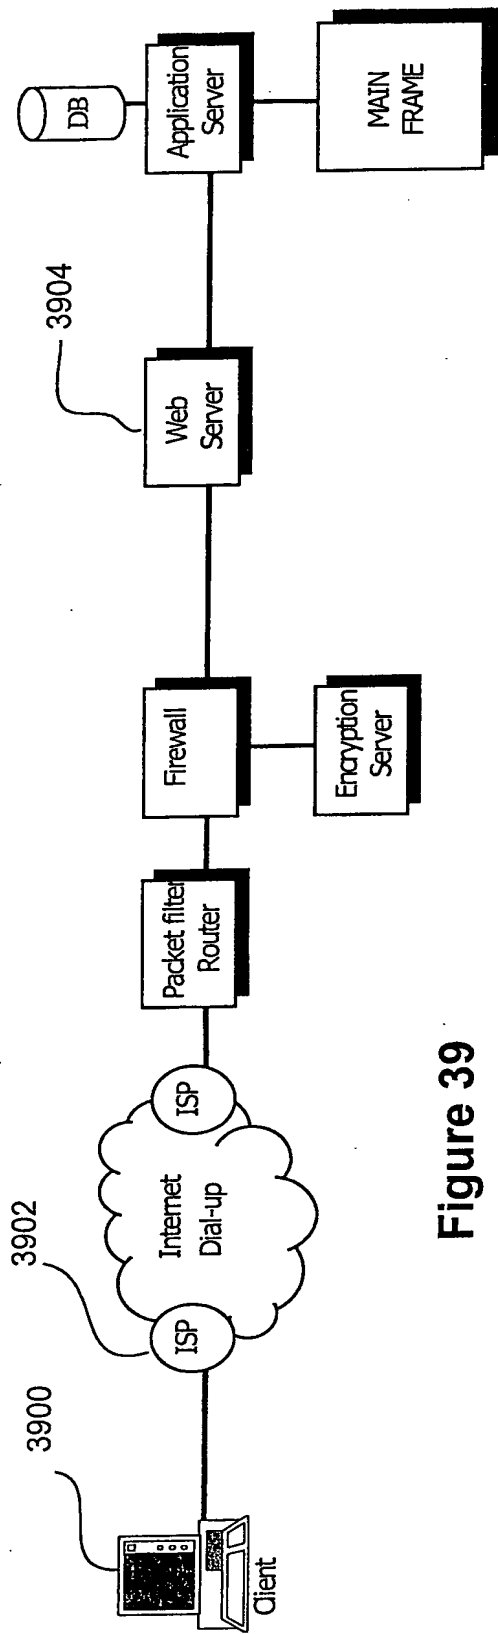 3900
3902
3904
Client
ISP
Internet
Dial-up
ISP
Packet filter
Router
Firewall
Encryption
Server
Web
Server
DB
Application
Server
MAIN
FRAME
Figure 39